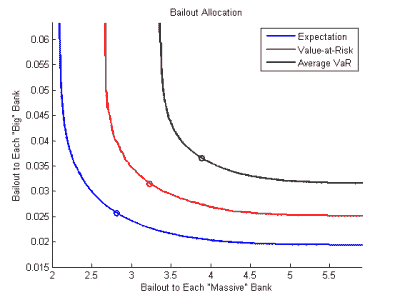 Bailout Allocation
Expectation
Value-at-Risk
Average VaR
Bailout to Each "Big" Bank
0.06
0.055
0.05
0.045
0.04
0.035
0.03
0.025
0.02
0.015
2 2.5 3 3.5 4 4.5 5 5.5
Bailout to Each "Massive" Bank